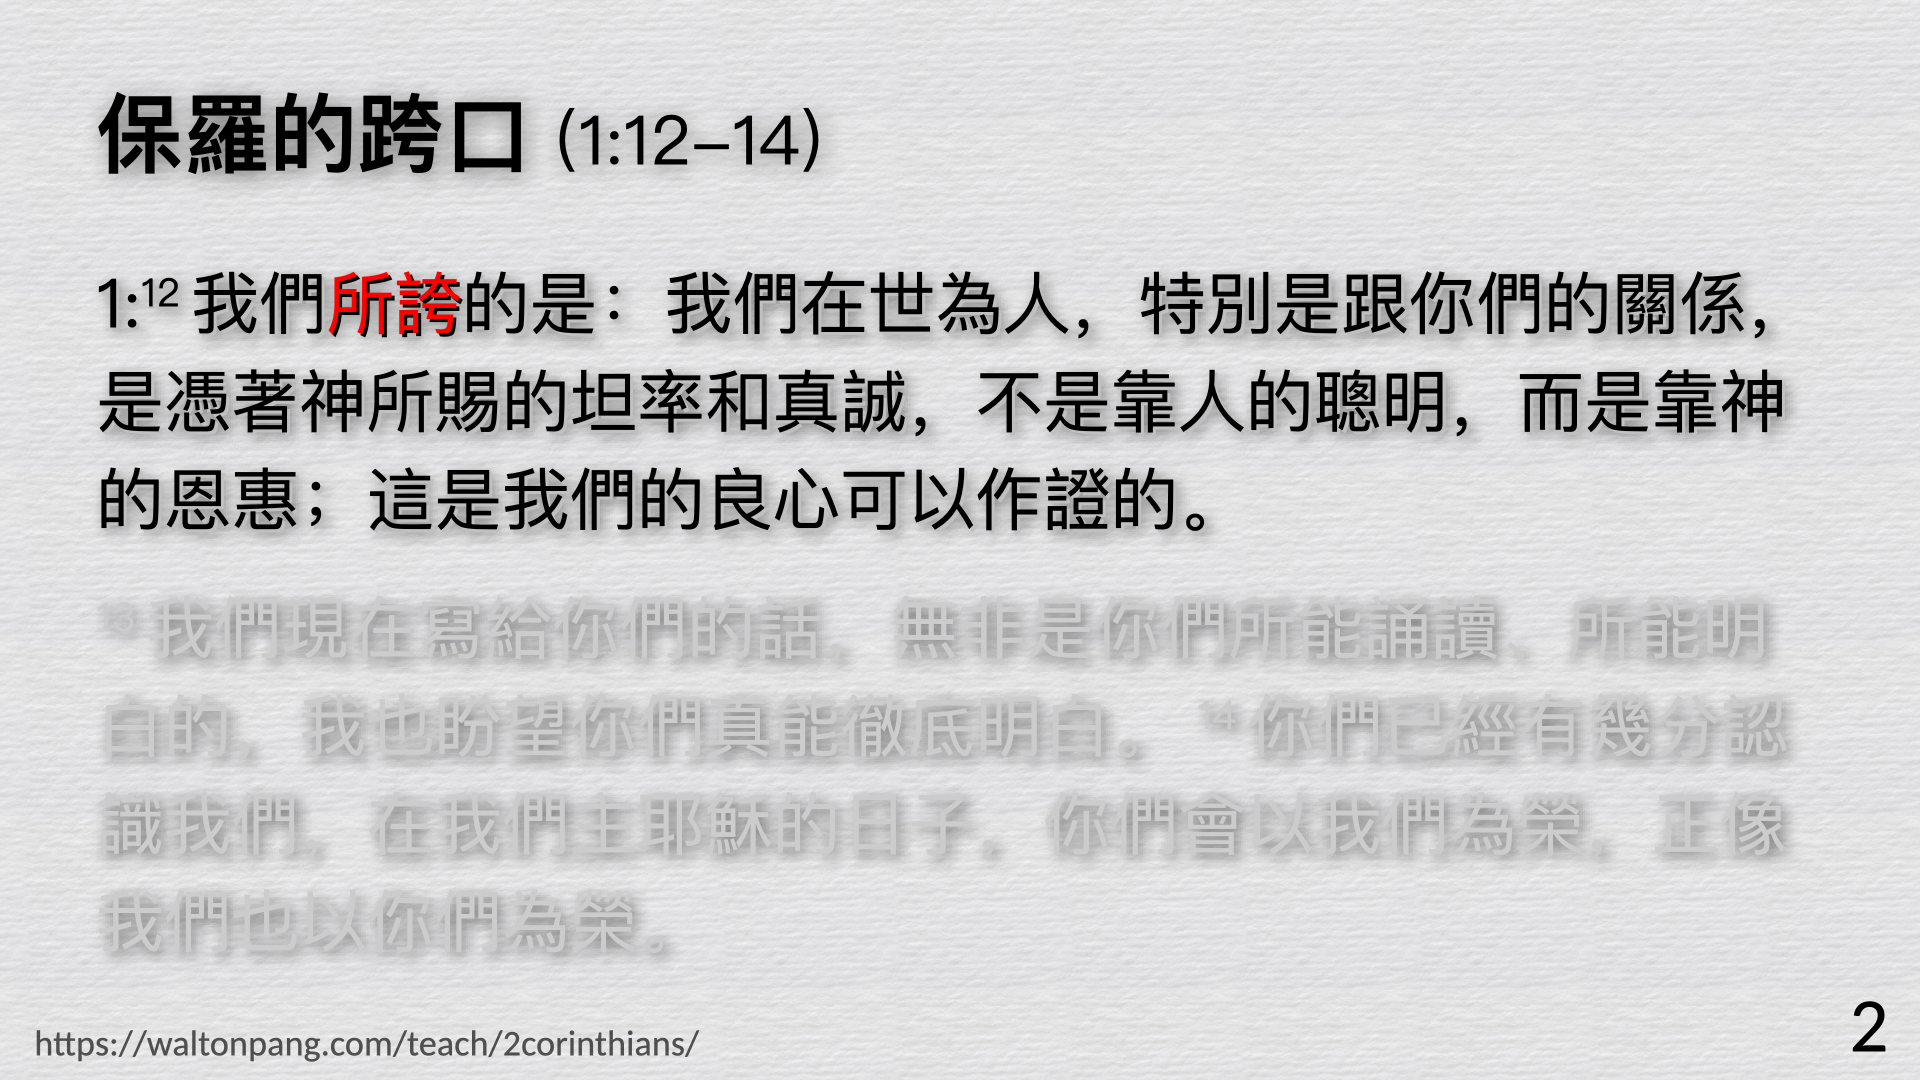 保羅的跨口 (1:12–14)
1:12 我們所誇的是：我們在世為人，特別是跟你們的關係，
是憑著神所賜的坦率和真誠，不是靠人的聰明，而是靠神
的恩惠；這是我們的良心可以作證的。
13 我們現在寫給你們的話，無非是你們所能誦讀、所能明
白的，我也盼望你們真能徹底明白。 14 你們已經有幾分認
識我們，在我們主耶穌的日子，你們會以我們為榮，正像
我們也以你們為榮。
https://waltonpang.com/teach/2corinthians/
2